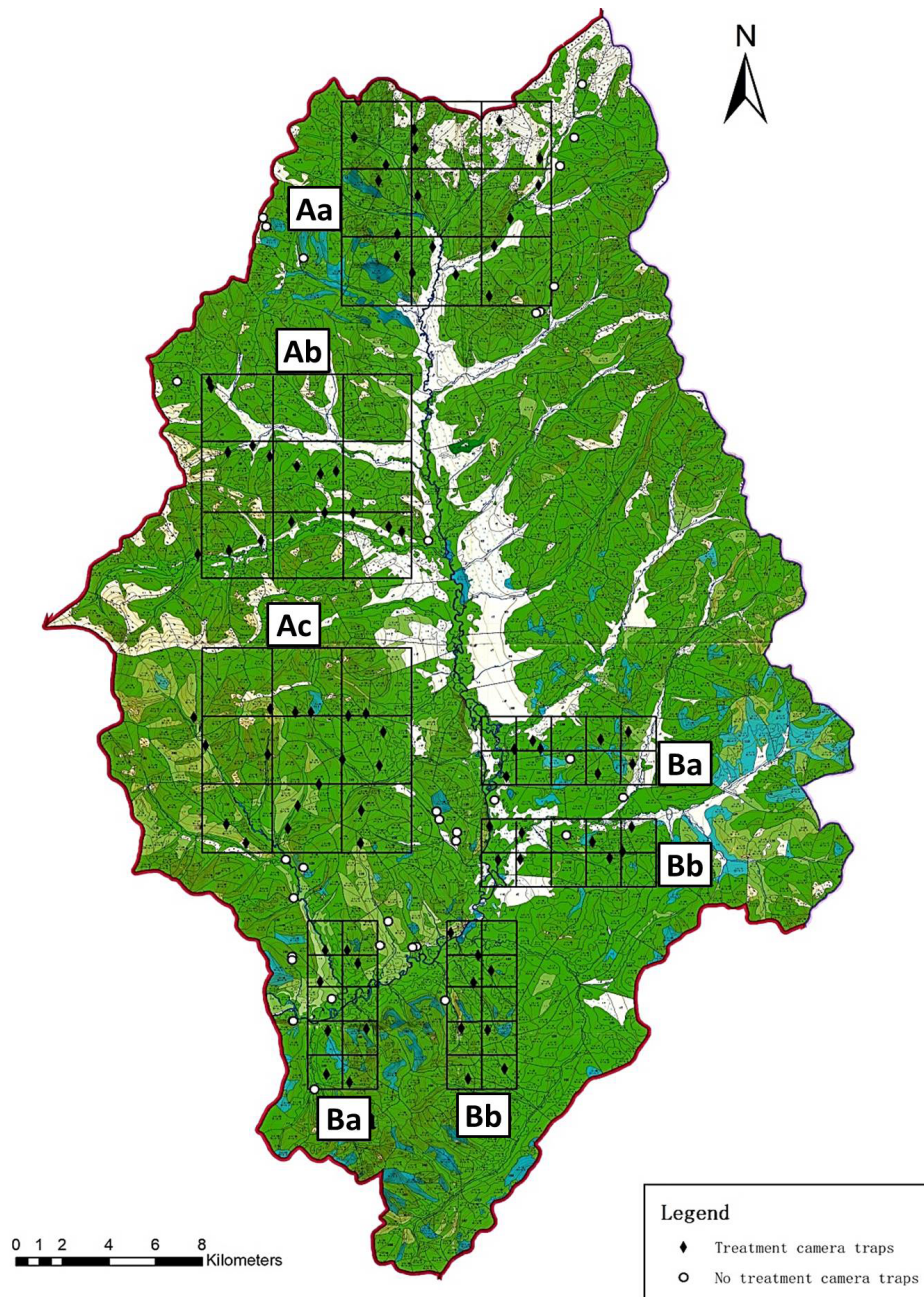 N
Aa
Ab
Ac
Ba
Bb
Ba
Bb
0 1 2 4 6 8
Kilometers
Legend
Treatment camera traps
No treatment camera traps